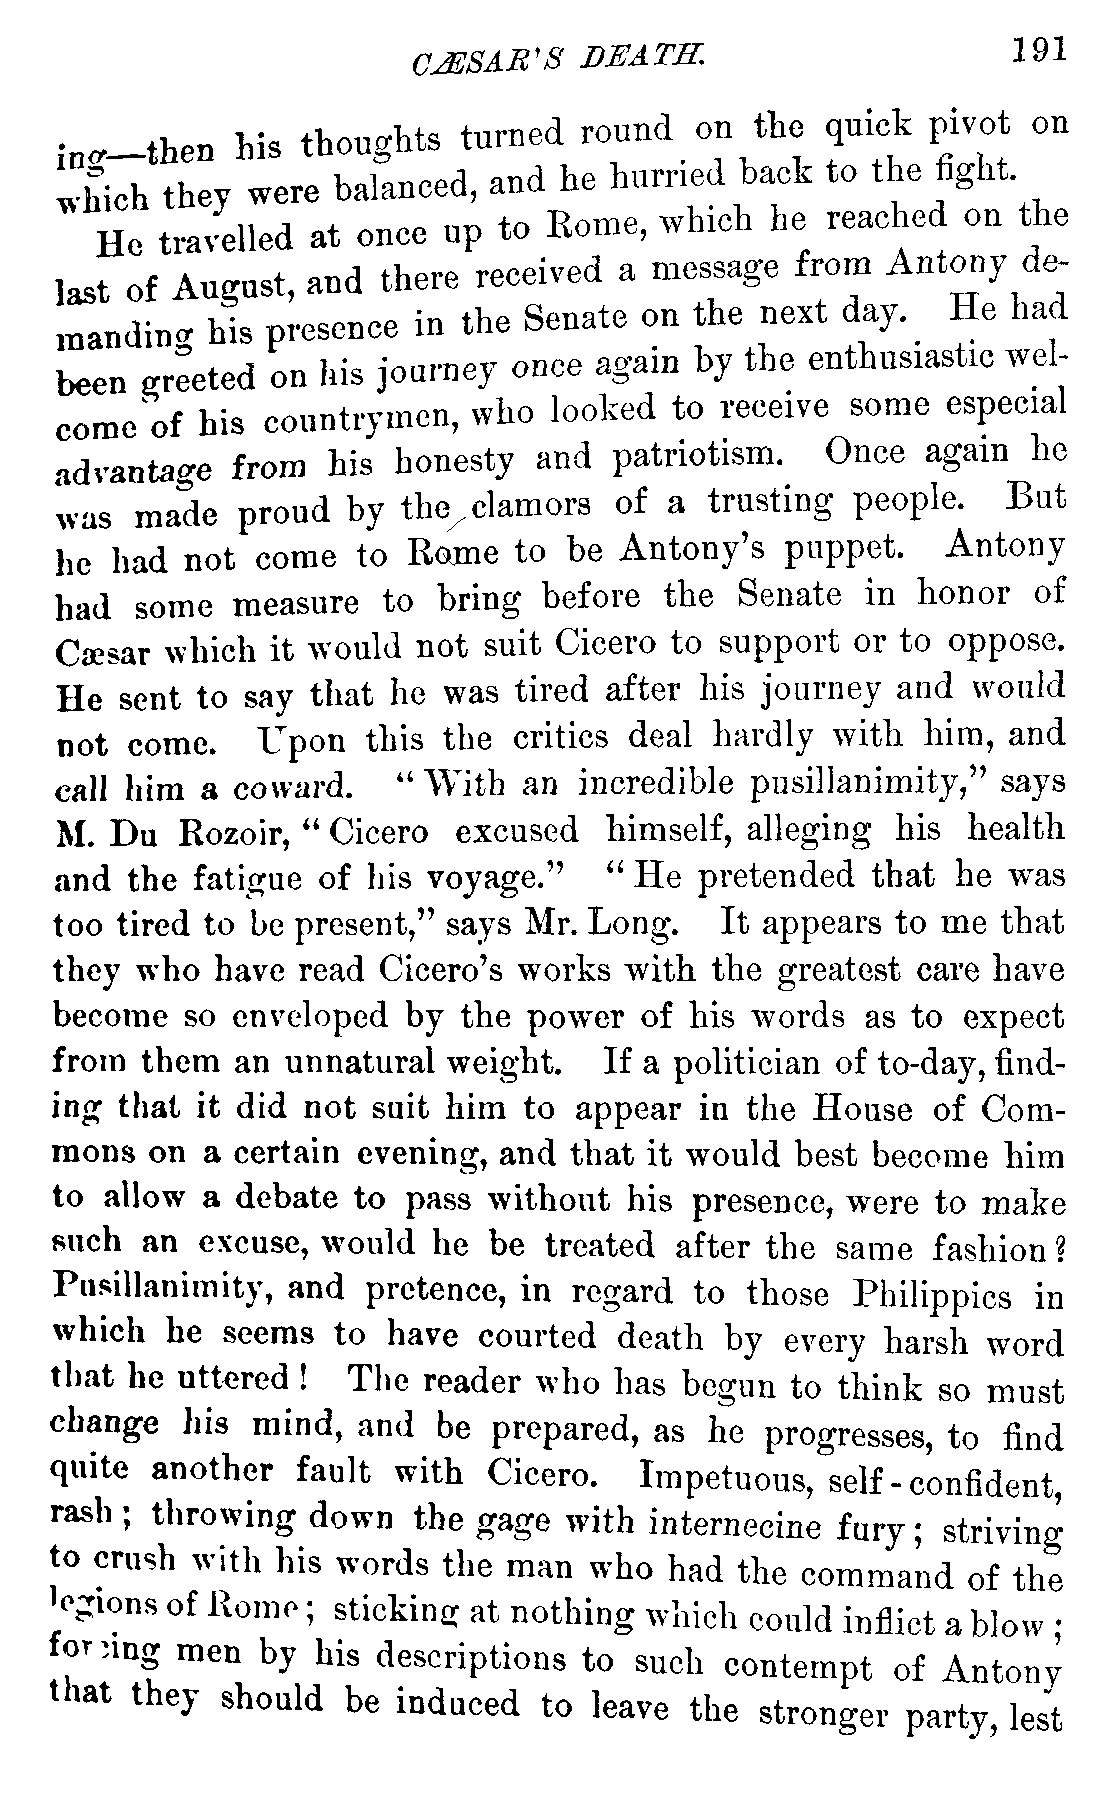 CÆSAR'S DEATH. 191
ing—then his thoughts turned round on the quick pivot on
which they were balanced, and he hurried back to the fight.
He travelled at once up to Rome, which he reached on the
last of August, and there received a message from Antony de-
manding his presence in the Senate on the next day. He had
been greeted on his journey once again by the enthusiastic wel-
come of his countrymen, who looked to receive some especial
advantage from his honesty and patriotism. Once again he
was made proud by the clamors of a trusting people. But
he had not come to Rome to be Antony's puppet. Antony
had some measure to bring before the Senate in honor of
Cæsar which it would not suit Cicero to support or to oppose.
He sent to say that he was tired after his journey and would
not come. Upon this the critics deal hardly with him, and
call him a coward. "With an incredible pusillanimity," says
M. Du Rozoir, "Cicero excused himself, alleging his health
and the fatigue of his voyage." "He pretended that he was
too tired to be present," says Mr. Long. It appears to me that
they who have read Cicero's works with the greatest care have
become so enveloped by the power of his words as to expect
from them an unnatural weight. If a politician of to-day, find-
ing that it did not suit him to appear in the House of Com-
mons on a certain evening, and that it would best become him
to allow a debate to pass without his presence, were to make
such an excuse, would he be treated after the same fashion?
Pusillanimity, and pretence, in regard to those Philippics in
which he seems to have courted death by every harsh word
that he uttered! The reader who has begun to think so must
change his mind, and be prepared, as he progresses, to find
quite another fault with Cicero. Impetuous, self-confident,
rash; throwing down the gage with internecine fury; striving
to crush with his words the man who had the command of the
legions of Rome; sticking at nothing which could inflict a blow;
forcing men by his descriptions to such contempt of Antony
that they should be induced to leave the stronger party, lest